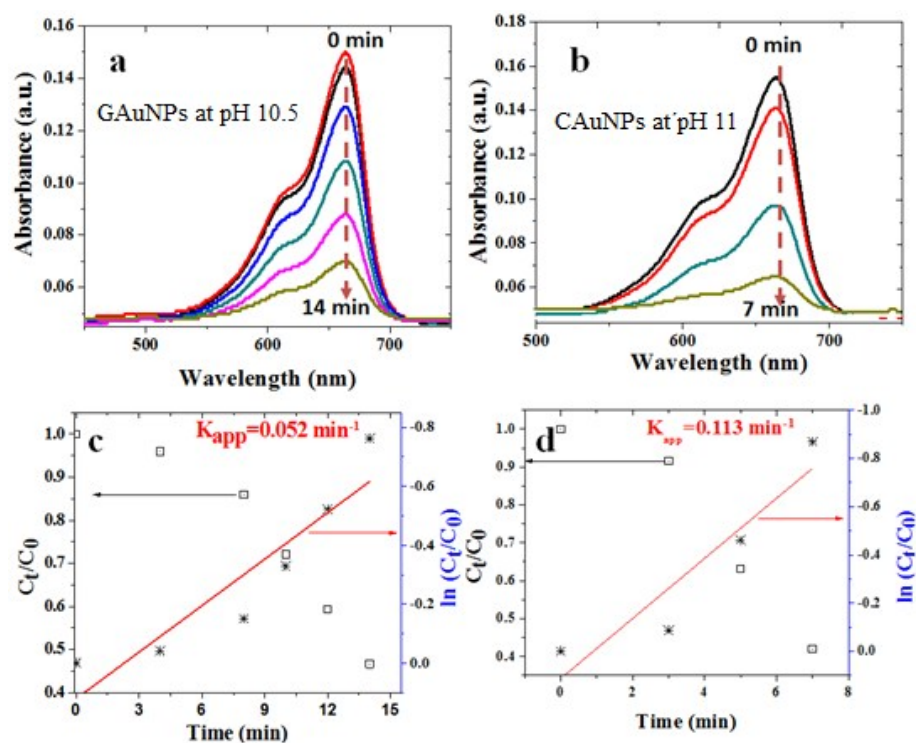 a
0 min
GAuNPs at pH 10.5
14 min
Absorbance (a.u.)
0.16
0.14
0.12
0.10
0.08
0.06
500
600
700
Wavelength (nm)
b
0 min
CAuNPs at pH 11
7 min
Absorbance (a.u.)
0.18
0.16
0.14
0.12
0.10
0.08
0.06
500
600
700
Wavelength (nm)
c
Kapp=0.052 min-1
Ct/C0
1.0
0.9
0.8
0.7
0.6
0.5
0.4
ln (Ct/C0)
-0.8
-0.6
-0.4
-0.2
0.0
0
3
6
9
12
15
Time (min)
d
Kapp=0.113 min-1
Ct/C0
1.0
0.9
0.8
0.7
0.6
0.5
0.4
ln (Ct/C0)
-1.0
-0.8
-0.6
-0.4
-0.2
0.0
0
2
4
6
8
Time (min)